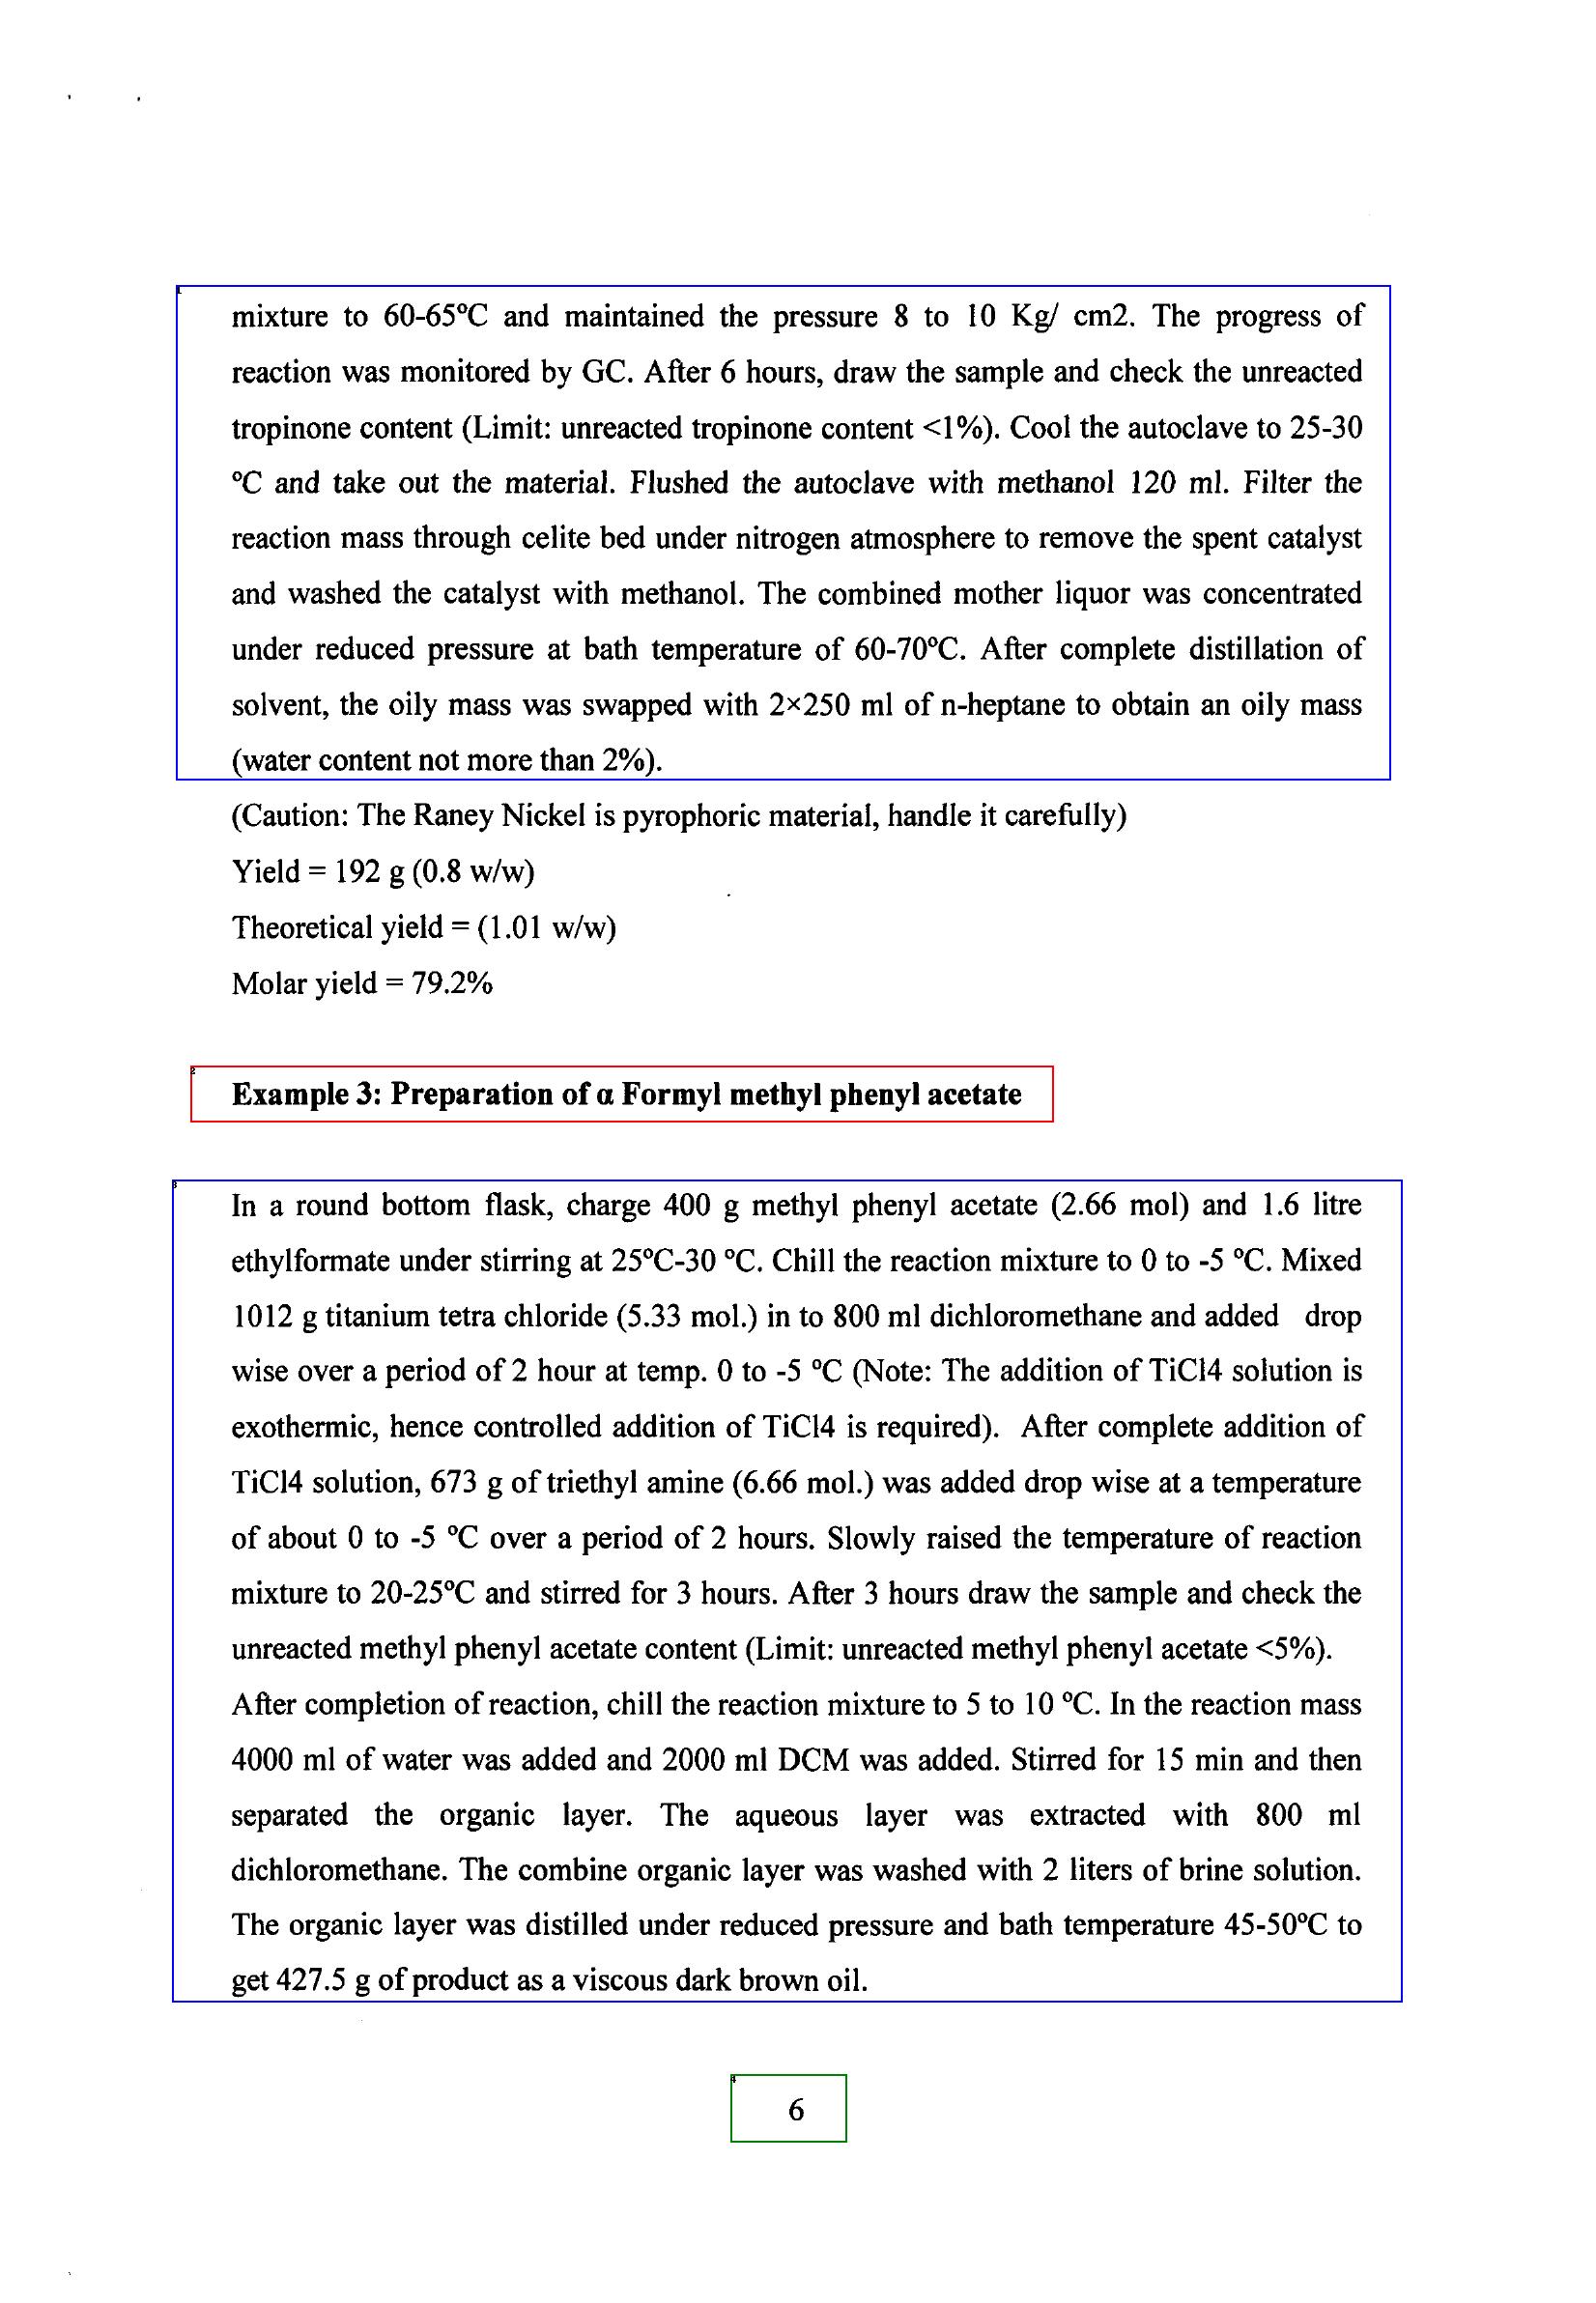 mixture to 60-65ºC and maintained the pressure 8 to 10 Kg/ cm2. The progress of
reaction was monitored by GC. After 6 hours, draw the sample and check the unreacted
tropinone content (Limit: unreacted tropinone content <1%). Cool the autoclave to 25-30
ºC and take out the material. Flushed the autoclave with methanol 120 ml. Filter the
reaction mass through celite bed under nitrogen atmosphere to remove the spent catalyst
and washed the catalyst with methanol. The combined mother liquor was concentrated
under reduced pressure at bath temperature of 60-70ºC. After complete distillation of
solvent, the oily mass was swapped with 2×250 ml of n-heptane to obtain an oily mass
(water content not more than 2%).
(Caution: The Raney Nickel is pyrophoric material, handle it carefully)
Yield = 192 g (0.8 w/w)
Theoretical yield = (1.01 w/w)
Molar yield = 79.2%
Example 3: Preparation of α Formyl methyl phenyl acetate
In a round bottom flask, charge 400 g methyl phenyl acetate (2.66 mol) and 1.6 litre
ethylformate under stirring at 25ºC-30 ºC. Chill the reaction mixture to 0 to -5 ºC. Mixed
1012 g titanium tetra chloride (5.33 mol.) in to 800 ml dichloromethane and added drop
wise over a period of 2 hour at temp. 0 to -5 ºC (Note: The addition of TiCl4 solution is
exothermic, hence controlled addition of TiCl4 is required). After complete addition of
TiCl4 solution, 673 g of triethyl amine (6.66 mol.) was added drop wise at a temperature
of about 0 to -5 ºC over a period of 2 hours. Slowly raised the temperature of reaction
mixture to 20-25ºC and stirred for 3 hours. After 3 hours draw the sample and check the
unreacted methyl phenyl acetate content (Limit: unreacted methyl phenyl acetate <5%).
After completion of reaction, chill the reaction mixture to 5 to 10 ºC. In the reaction mass
4000 ml of water was added and 2000 ml DCM was added. Stirred for 15 min and then
separated the organic layer. The aqueous layer was extracted with 800 ml
dichloromethane. The combine organic layer was washed with 2 liters of brine solution.
The organic layer was distilled under reduced pressure and bath temperature 45-50ºC to
get 427.5 g of product as a viscous dark brown oil.
6